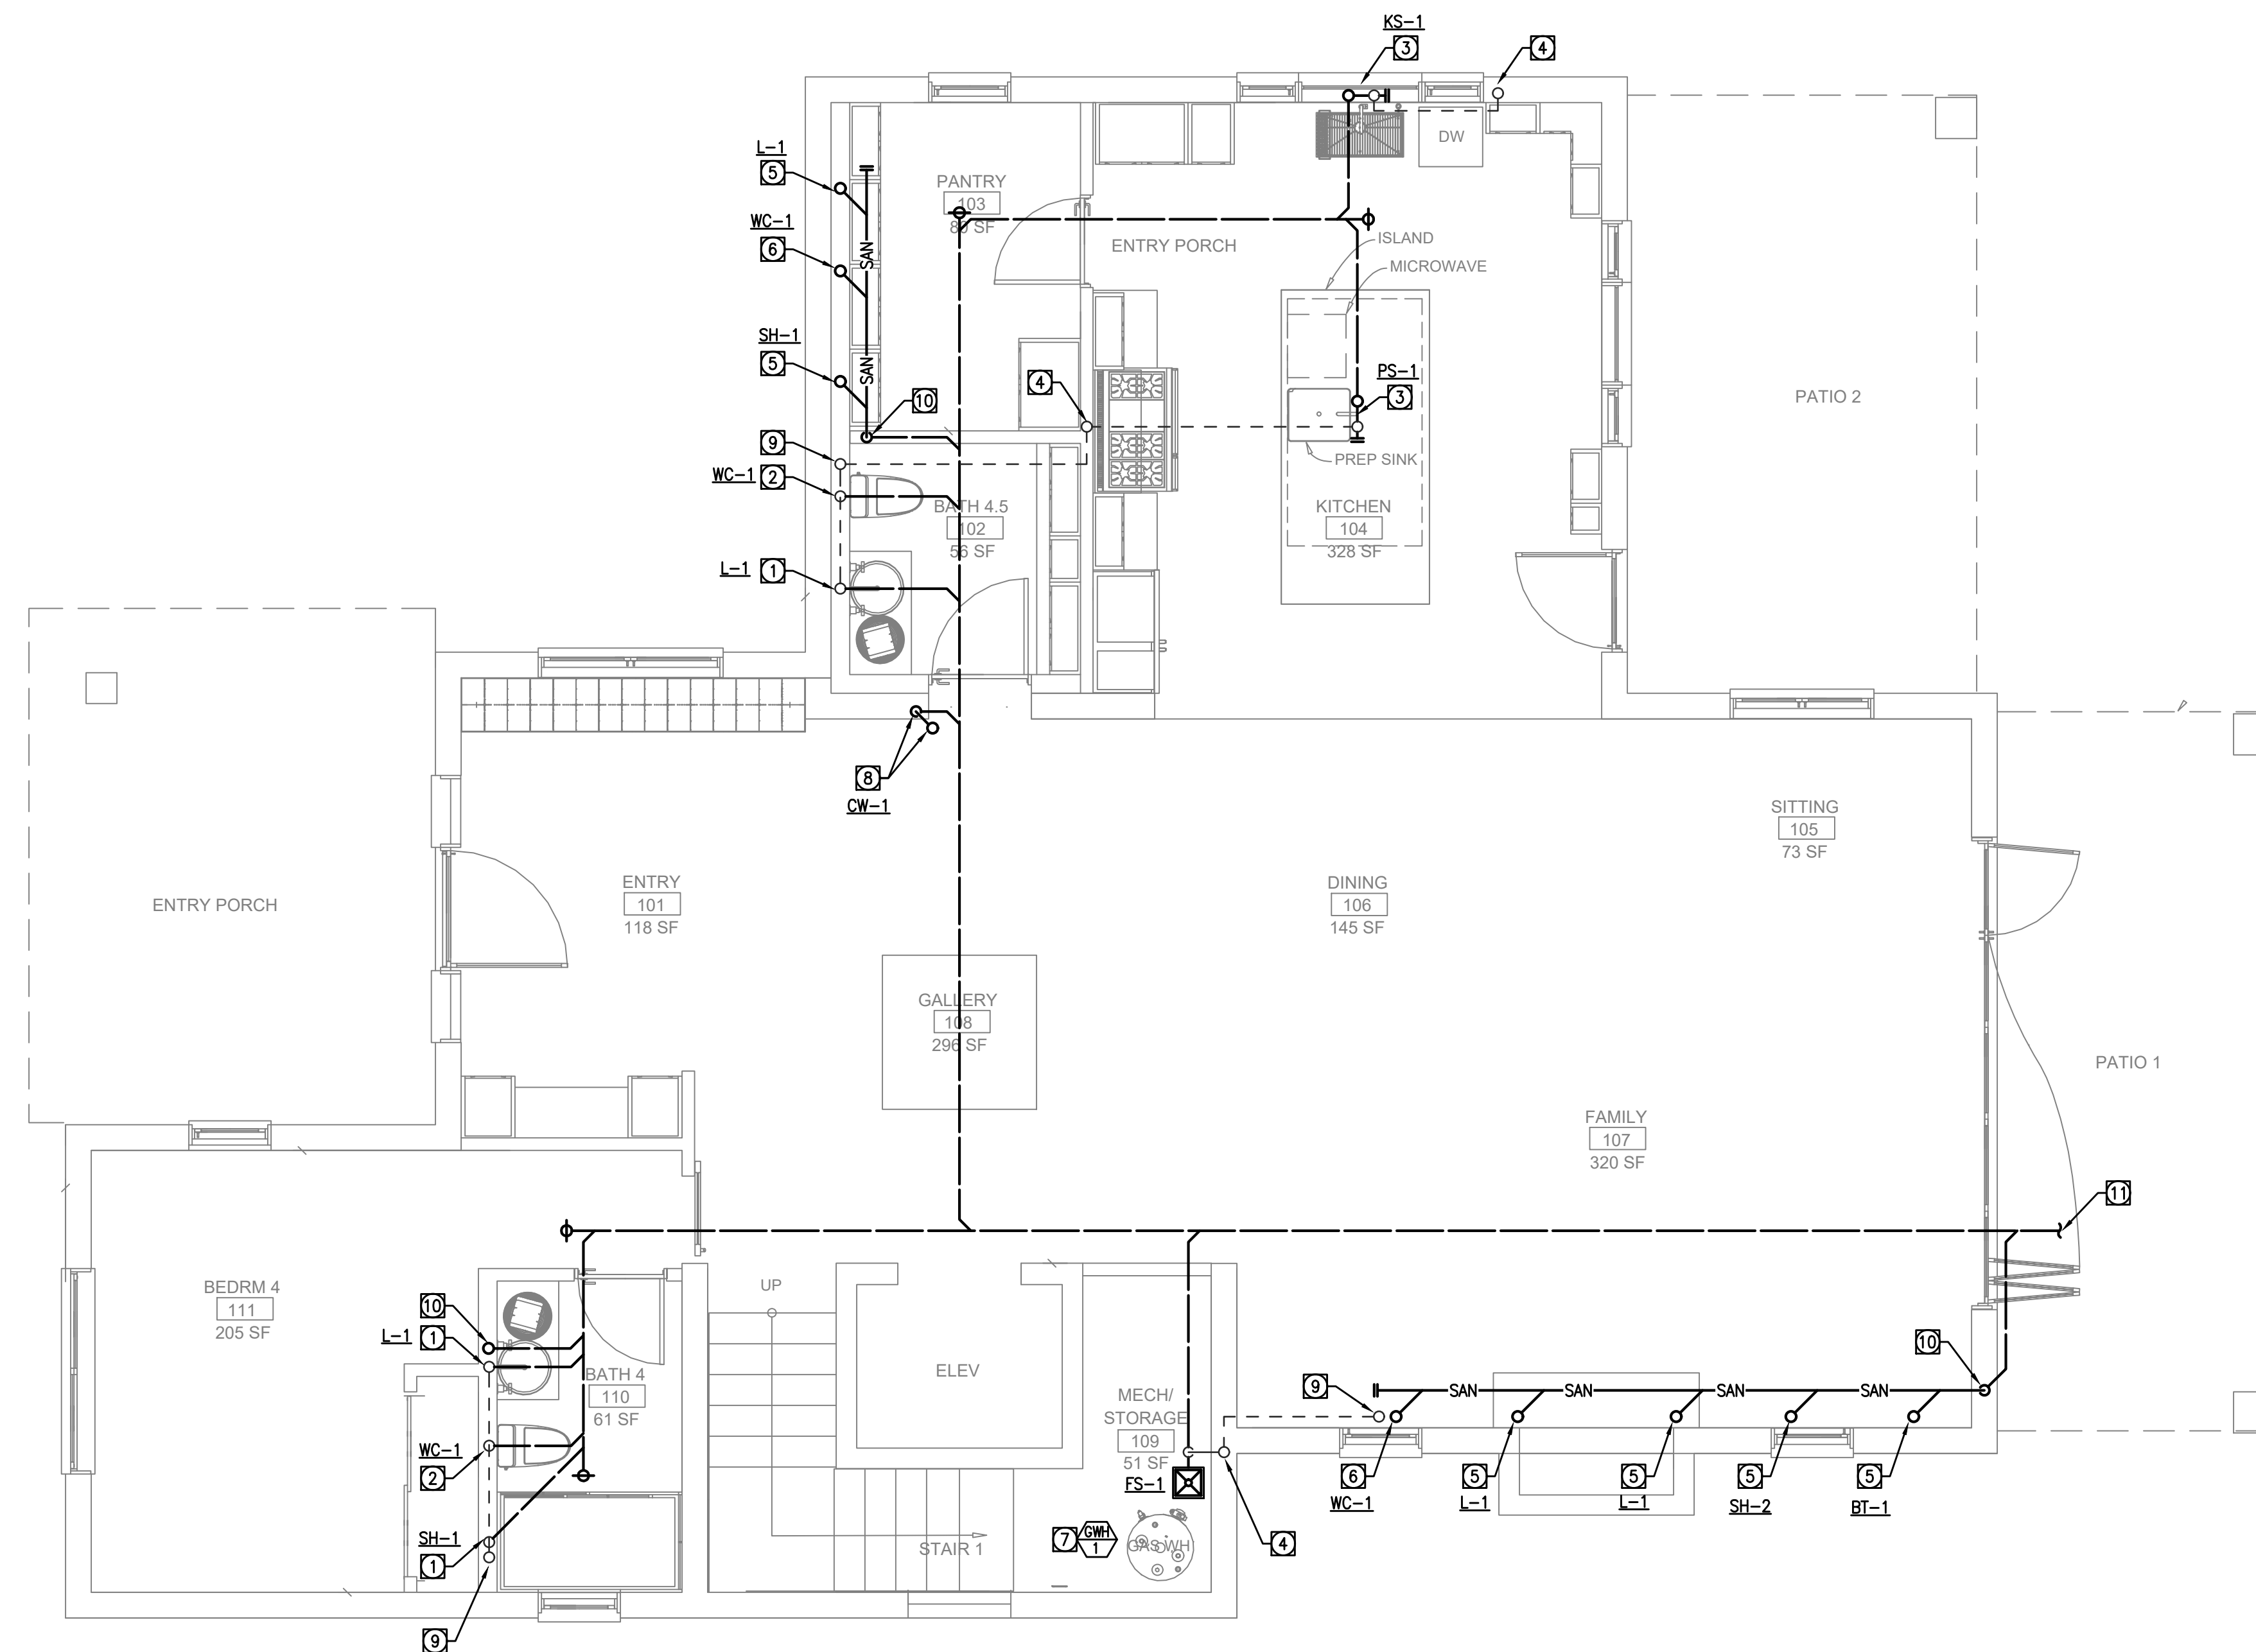 KS-1
3
4
L-1
5
DW
PANTRY
103
80 SF
WC-1
6
SAN
ENTRY PORCH
ISLAND
MICROWAVE
SH-1
5
SAN
10
4
PS-1
3
PATIO 2
9
PREP SINK
WC-1 2
BATH 4.5
102
56 SF
KITCHEN
104
328 SF
L-1 1
8
CW-1
SITTING
105
73 SF
ENTRY
101
118 SF
DINING
106
145 SF
ENTRY PORCH
GALLERY
108
296 SF
PATIO 1
FAMILY
107
320 SF
11
BEDRM 4
111
205 SF
UP
10
L-1 1
BATH 4
110
61 SF
ELEV
MECH/
STORAGE
109
51 SF
FS-1
9
SAN SAN SAN SAN
10
WC-1
2
6
WC-1
5
L-1
5
L-1
5
SH-2
5
BT-1
SH-1
1
STAIR 1
7 GWH
1
GAS WH
4
9